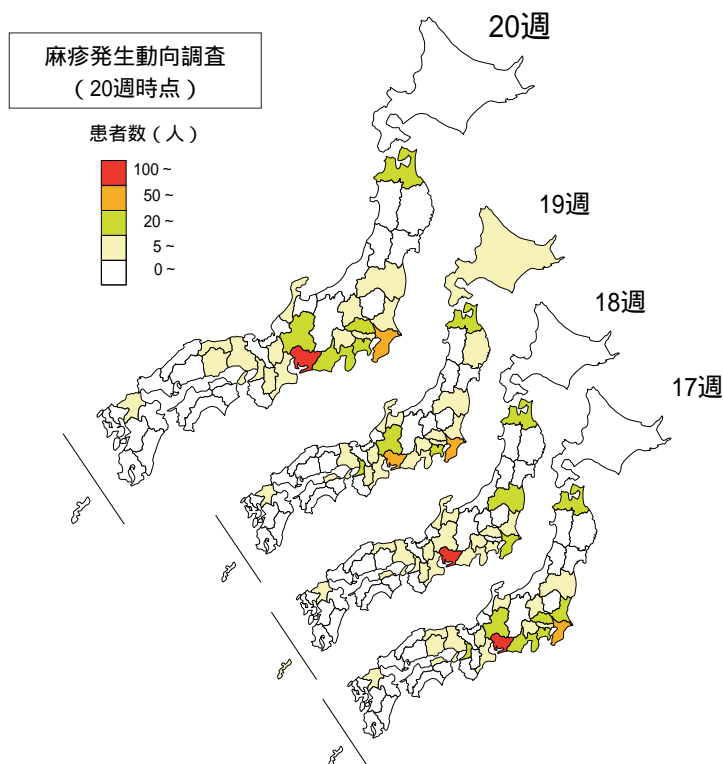 麻疹発生動向調査
（20週時点）
患者数（人）
100 ~
50 ~
20 ~
5 ~
0 ~
20週
19週
18週
17週